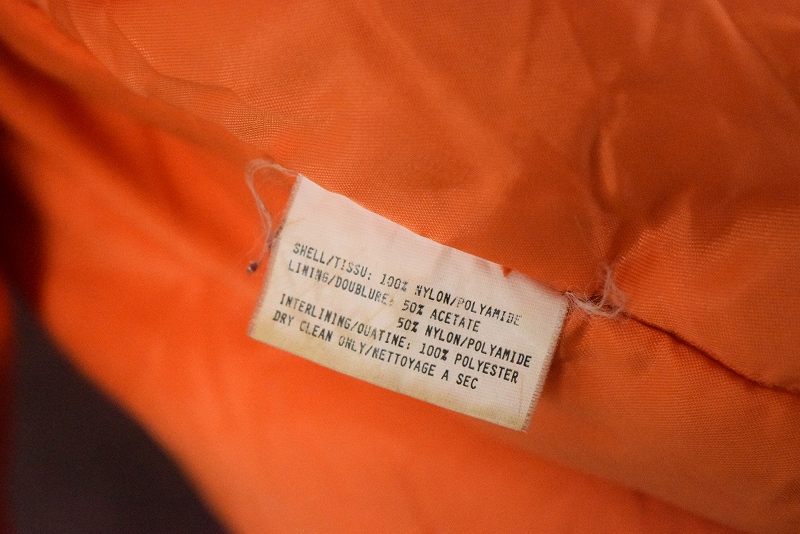 SHELL/TISSU: 100% NYLON/POLYAMIDE
LINING/DOUBLURE: 50% ACETATE
50% NYLON/POLYAMIDE
INTERLINING/OUATINE: 100% POLYESTER
DRY CLEAN ONLY/NETTOYAGE A SEC